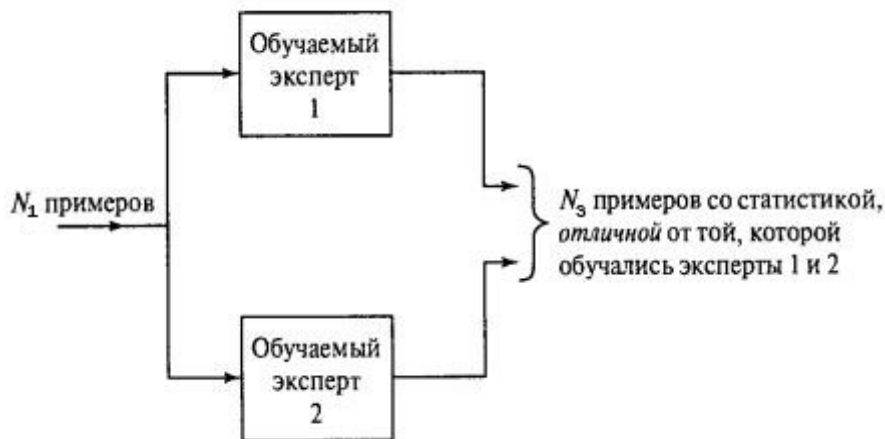 Обучаемый
эксперт
1
N₁ примеров
N₃ примеров со статистикой,
отличной от той, которой
обучались эксперты 1 и 2
Обучаемый
эксперт
2